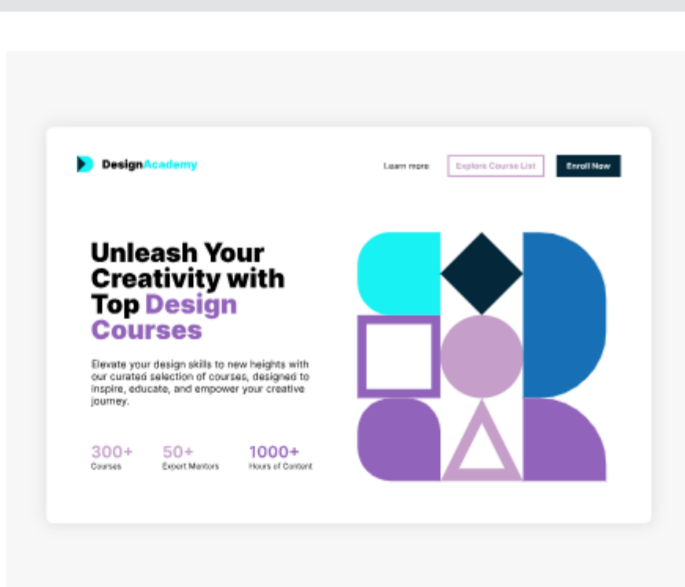 DesignAcademy
Learn more
Explore Course List
Enroll Now
Unleash Your
Creativity with
Top Design
Courses
Elevate your design skills to new heights with
our curated selection of courses, designed to
inspire, educate, and empower your creative
journey.
300+
Courses
50+
Expert Mentors
1000+
Hours of Content